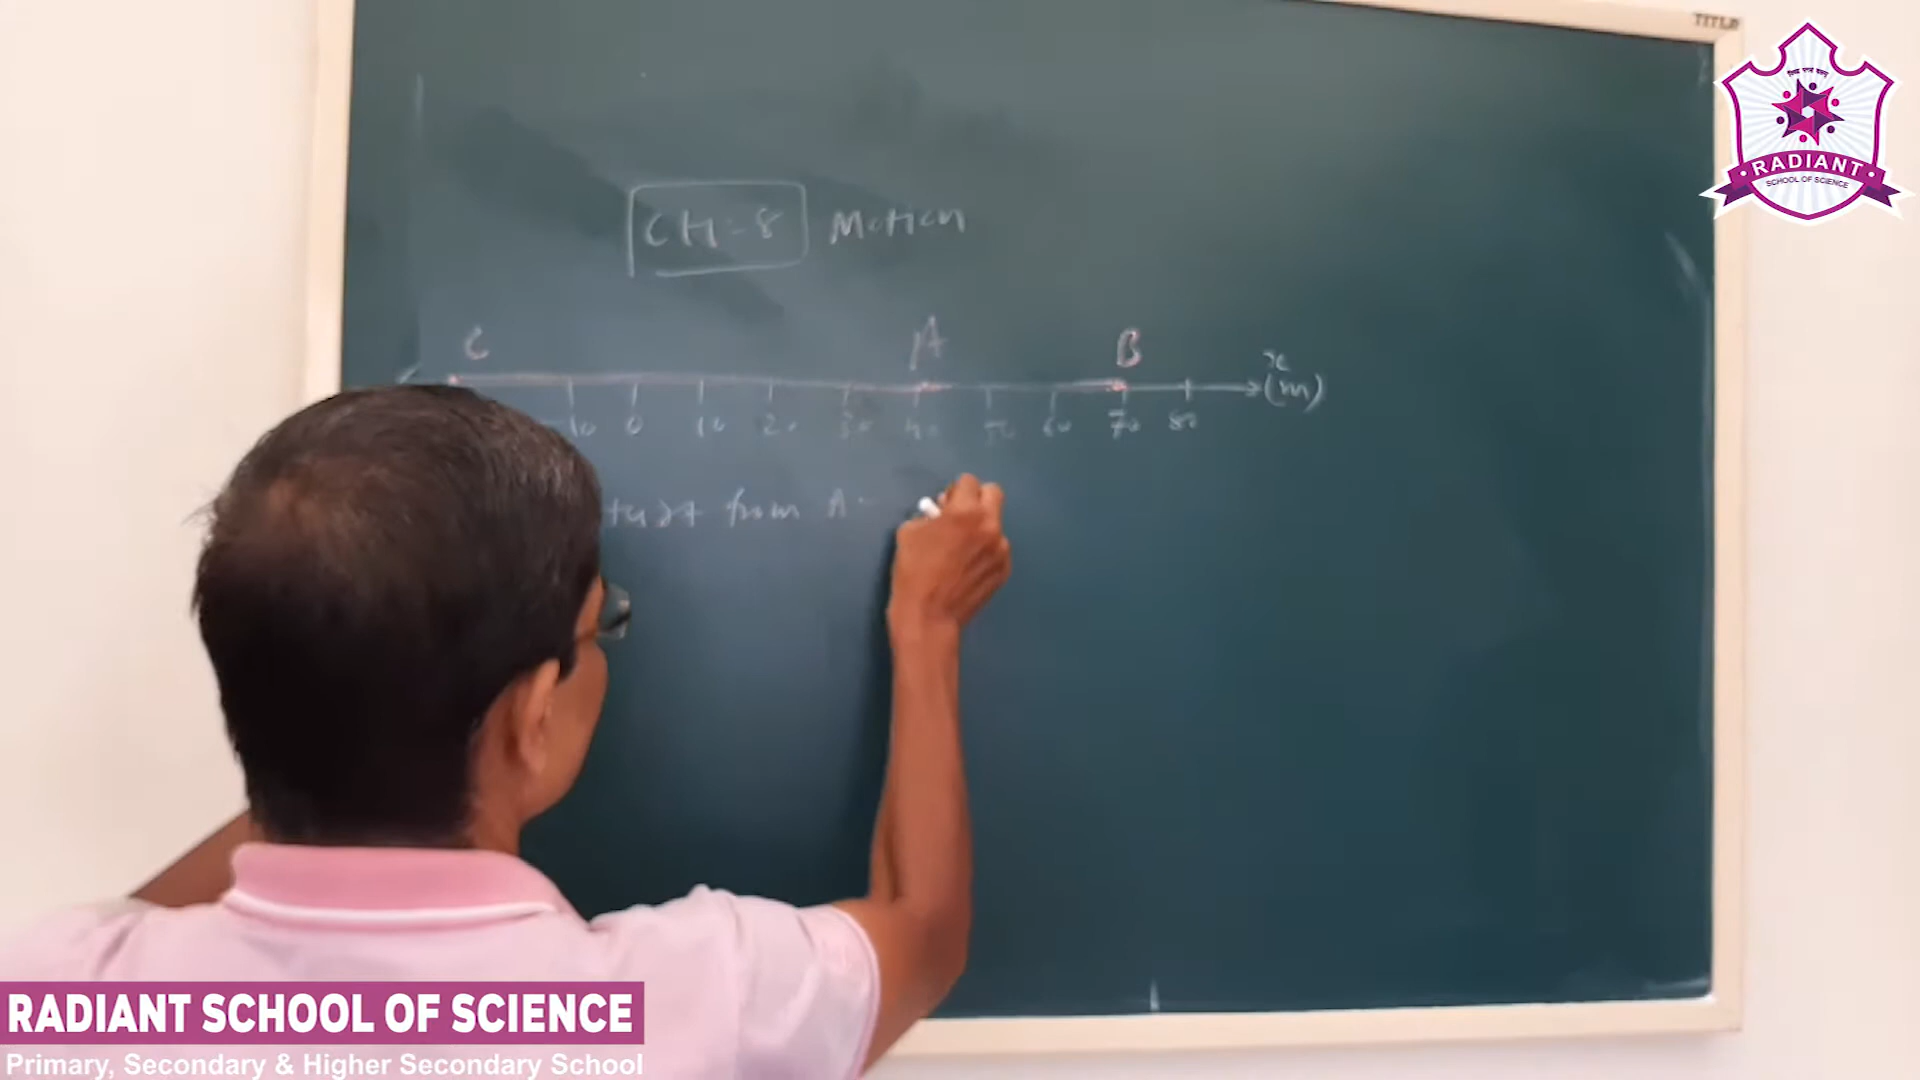 TITLE
RADIANT
SCHOOL OF SCIENCE
CH-8 Motion
C A B x
(m)
-10 0 10 20 30 40 50 60 70 80
start from A
RADIANT SCHOOL OF SCIENCE
Primary, Secondary & Higher Secondary School